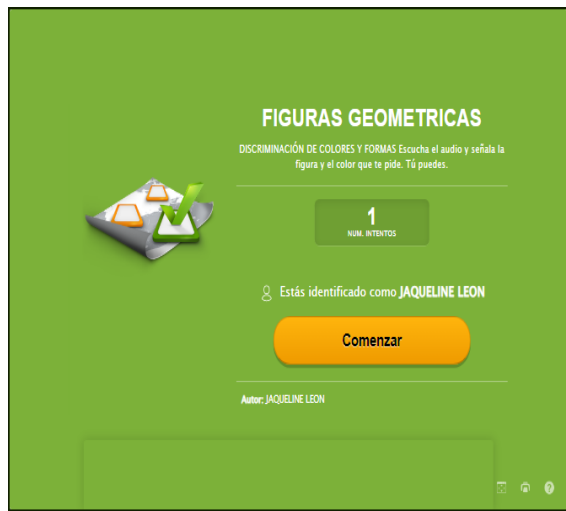 FIGURAS GEOMETRICAS
DISCRIMINACIÓN DE COLORES Y FORMAS Escucha el audio y señala la
figura y el color que te pide. Tú puedes.
1
NUM. INTENTOS
Estás identificado como JAQUELINE LEON
Comenzar
Autor: JAQUELINE LEON